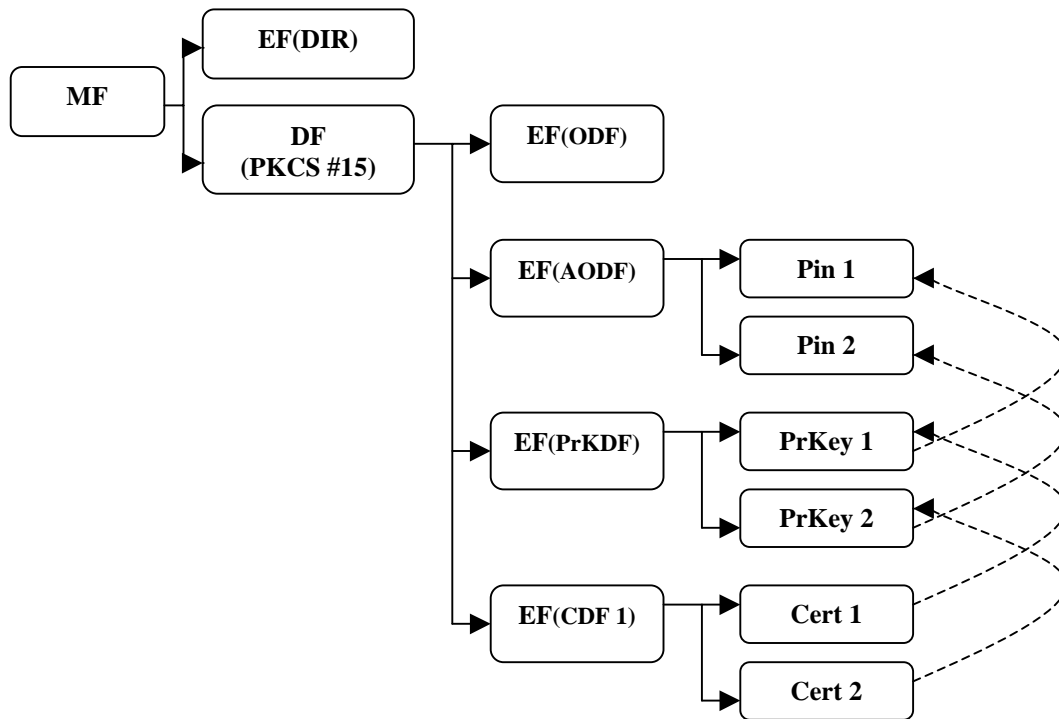 MF
EF(DIR)
DF
(PKCS #15)
EF(ODF)
EF(AODF)
Pin 1
Pin 2
EF(PrKDF)
PrKey 1
PrKey 2
EF(CDF 1)
Cert 1
Cert 2